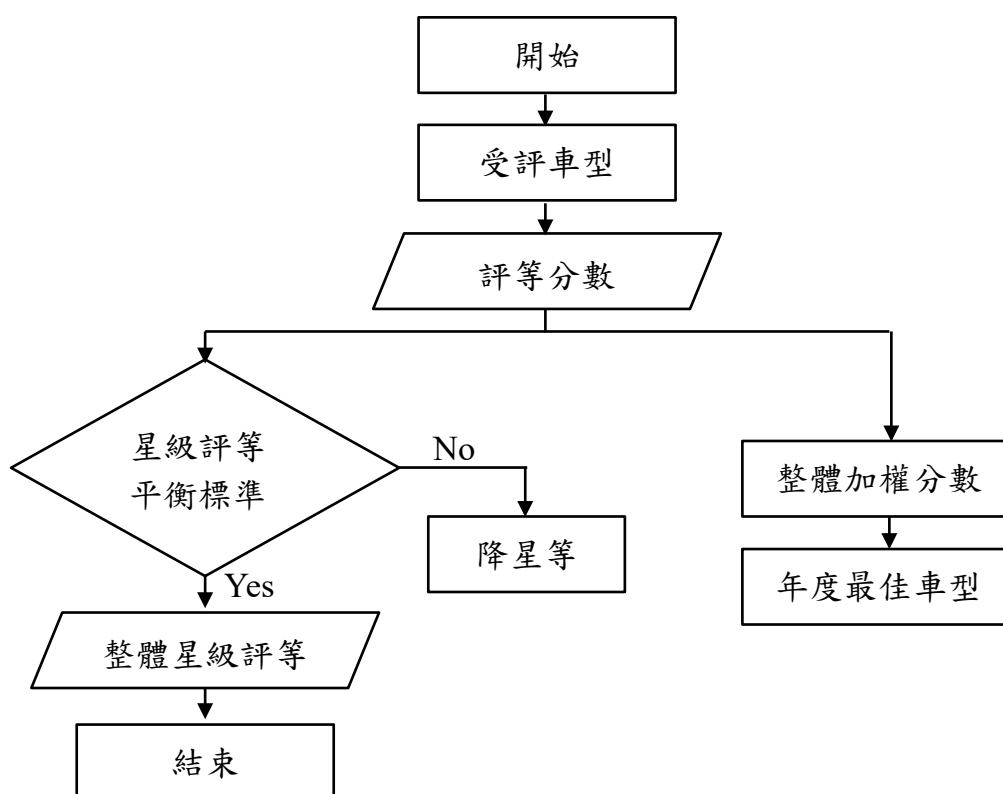 開始
受評車型
評等分數
星級評等
平衡標準
No
整體加權分數
降星等
年度最佳車型
Yes
整體星級評等
結束